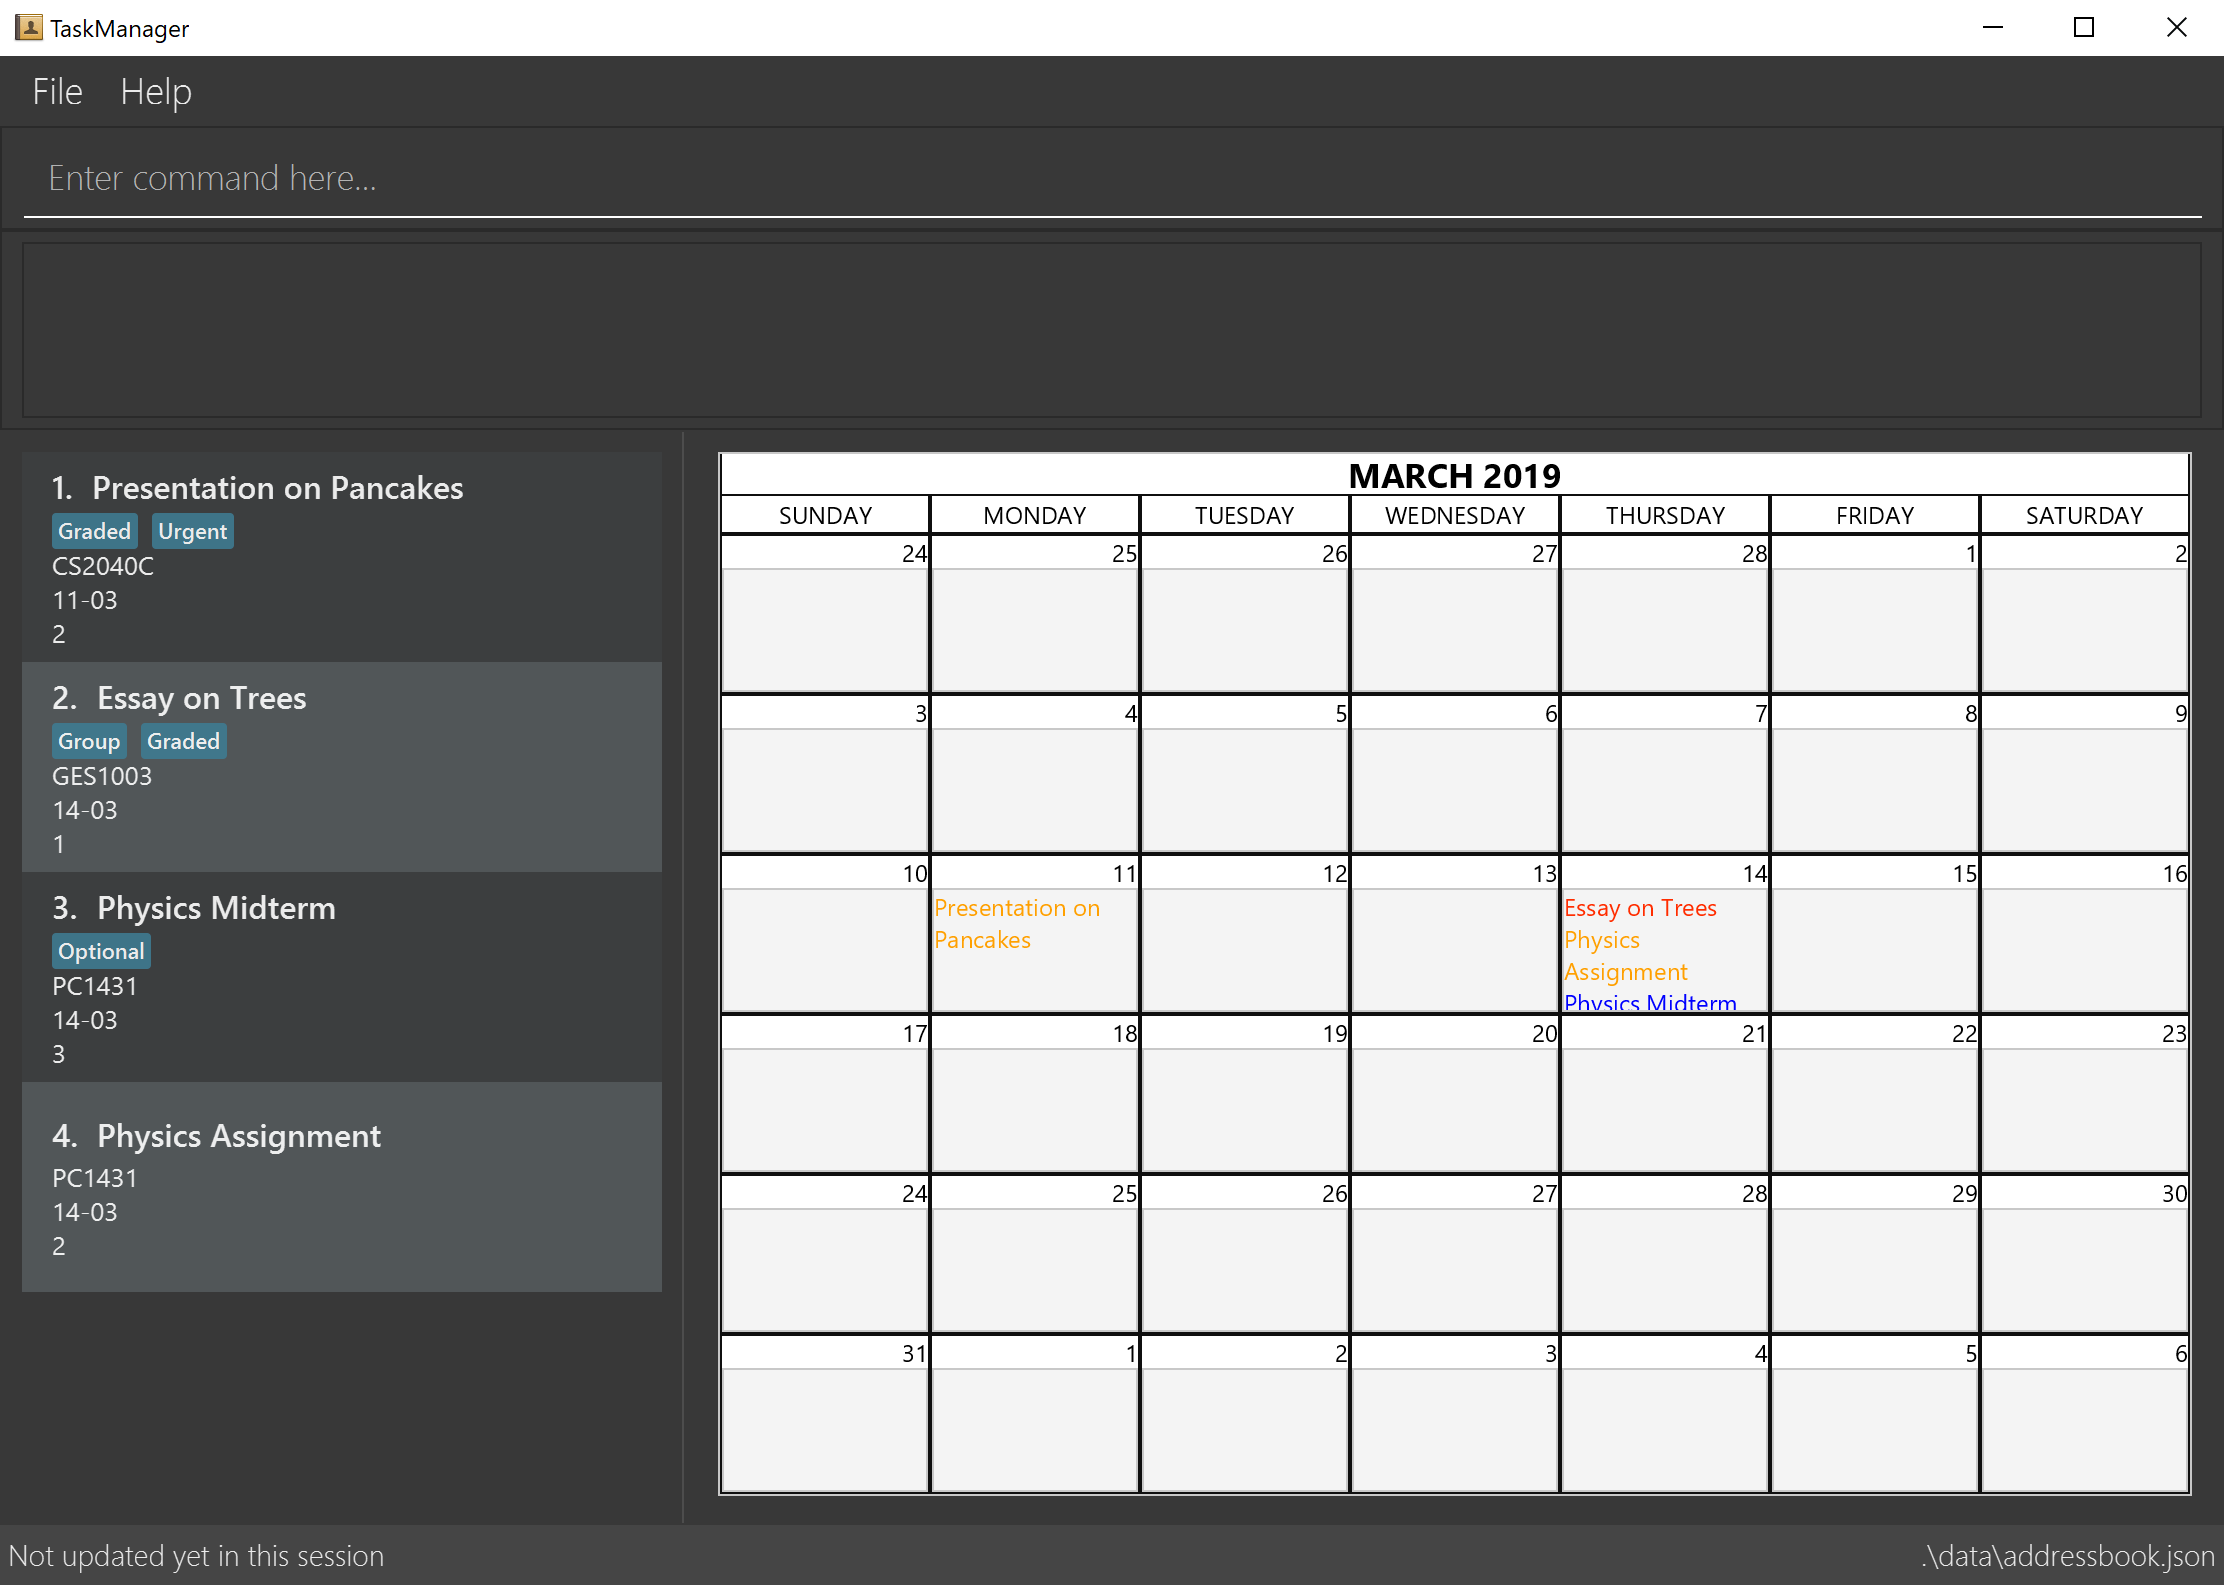 TaskManager
File Help
Enter command here...
1. Presentation on Pancakes
Graded Urgent
CS2040C
11-03
2
2. Essay on Trees
Group Graded
GES1003
14-03
1
3. Physics Midterm
Optional
PC1431
14-03
3
4. Physics Assignment
PC1431
14-03
2
MARCH 2019
SUNDAY MONDAY TUESDAY WEDNESDAY THURSDAY FRIDAY SATURDAY
24 25 26 27 28 1 2
3 4 5 6 7 8 9
10 11 12 13 14 15 16
Presentation on
Pancakes
Essay on Trees
Physics
Assignment
Physics Midterm
17 18 19 20 21 22 23
24 25 26 27 28 29 30
31 1 2 3 4 5 6
Not updated yet in this session
.\data\addressbook.json